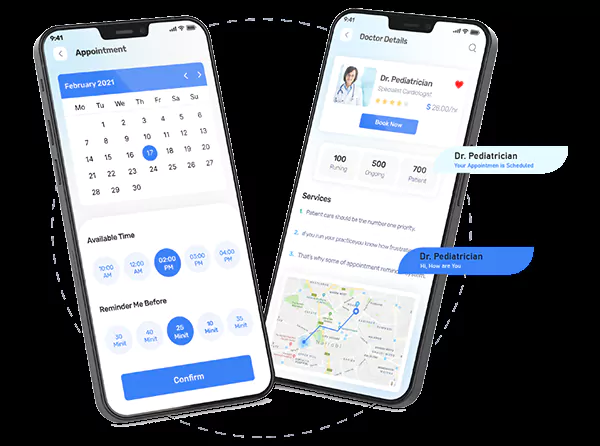 9:41
Appointment
February 2021
Mo Tu We Th Fr Sa Su
1 2 3 4 5 6
7 8 9 10 11 12 13
14 15 16 17 18 19 20
21 22 23 24 25 26 27
28 29 30
Available Time
10:00 AM
12:00 AM
02:00 PM
03:00 PM
04:00 PM
Reminder Me Before
30 Minit
40 Minit
25 Minit
10 Minit
35 Minit
Confirm
9:41
Doctor Details
Dr. Pediatrician
Specialist Cardiologist
$ 28.00/hr
Book Now
100 500 700
Runing Ongoing Patient
Dr. Pediatrician
Your Appointmen is Scheduled
Services
1. Patient care should be the number one priority.
2. If you run your practice you know how frustrat
3. That's why some of appointment reminder system.
Dr. Pediatrician
Hi, How are You